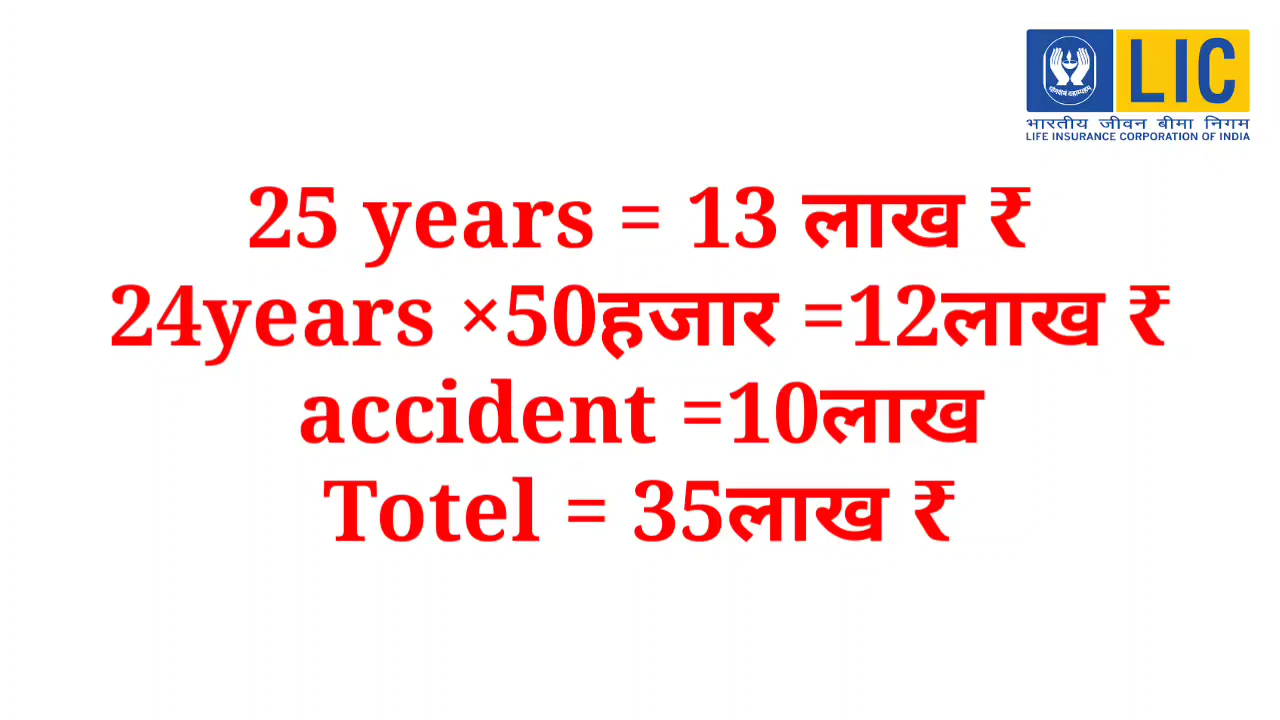 LIC
भारतीय जीवन बीमा निगम
LIFE INSURANCE CORPORATION OF INDIA
25 years = 13 लाख ₹
24years ×50हजार =12लाख ₹
accident =10लाख
Totel = 35लाख ₹